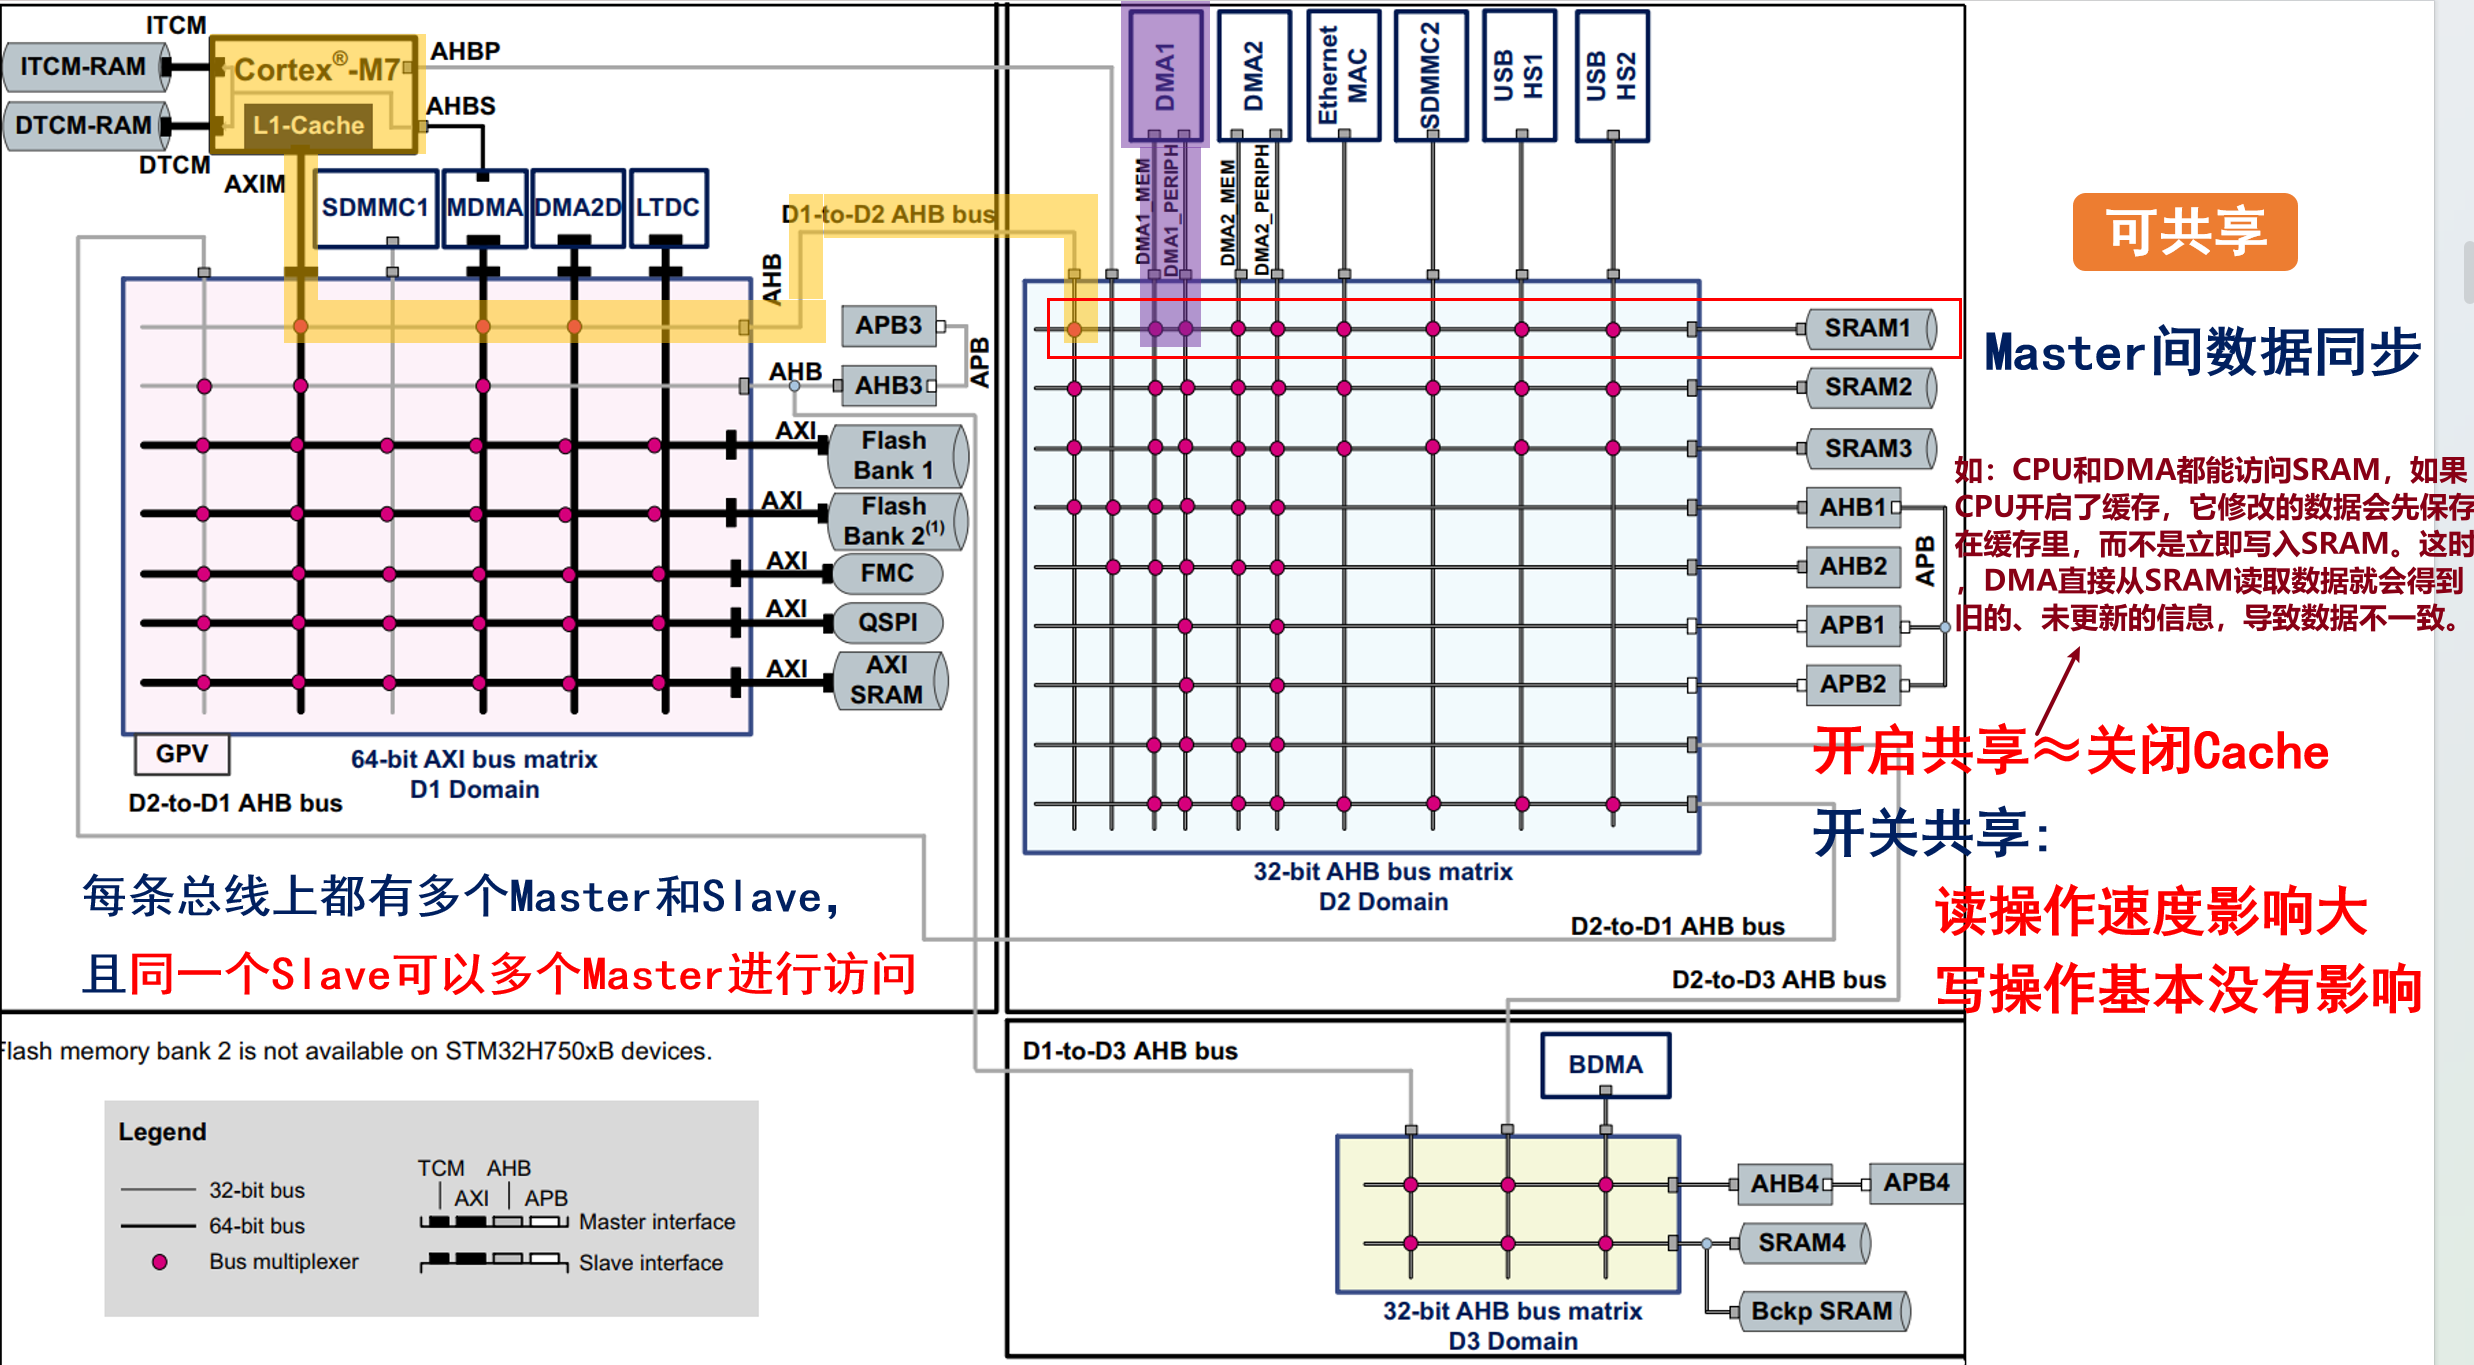 ITCM
ITCM-RAM
Cortex®-M7
AHBP
DTCM-RAM
L1-Cache
AHBS
DTCM
AXIM
SDMMC1
MDMA
DMA2D
LTDC
D1-to-D2 AHB bus
AHB
APB3
AHB
AHB3
APB
AXI
Flash
Bank 1
AXI
Flash
Bank 2(1)
AXI
FMC
AXI
QSPI
AXI
AXI
SRAM
GPV
64-bit AXI bus matrix
D1 Domain
D2-to-D1 AHB bus
每条总线上都有多个Master和Slave，
且同一个Slave可以多个Master进行访问
DMA1
DMA2
Ethernet
MAC
SDMMC2
USB
HS1
USB
HS2
DMA1_MEM
DMA1_PERIPH
DMA2_MEM
DMA2_PERIPH
SRAM1
SRAM2
SRAM3
AHB1
AHB2
APB
APB1
APB2
32-bit AHB bus matrix
D2 Domain
D2-to-D1 AHB bus
D2-to-D3 AHB bus
可共享
Master间数据同步
如：CPU和DMA都能访问SRAM，如果
CPU开启了缓存，它修改的数据会先保存
在缓存里，而不是立即写入SRAM。这时
，DMA直接从SRAM读取数据就会得到
旧的、未更新的信息，导致数据不一致。
开启共享≈关闭Cache
开关共享：
读操作速度影响大
写操作基本没有影响
Flash memory bank 2 is not available on STM32H750xB devices.
D1-to-D3 AHB bus
BDMA
AHB4
APB4
SRAM4
Bckp SRAM
32-bit AHB bus matrix
D3 Domain
Legend
32-bit bus
64-bit bus
Bus multiplexer
TCM
AHB
AXI
APB
Master interface
Slave interface